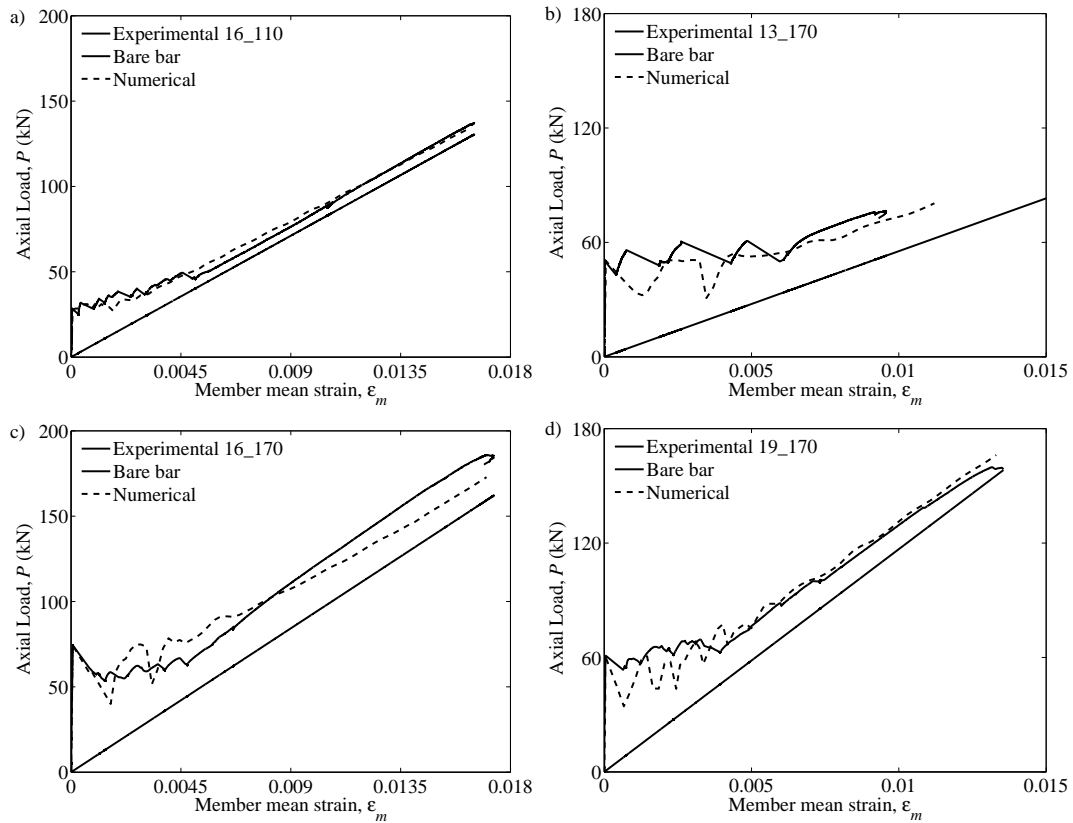 a)
200
150
100
50
0
Axial Load, P (kN)
Experimental 16_110
Bare bar
Numerical
0 0.0045 0.009 0.0135 0.018
Member mean strain, εm
b)
180
120
60
0
Axial Load, P (kN)
Experimental 13_170
Bare bar
Numerical
0 0.005 0.01 0.015
Member mean strain, εm
c)
200
150
100
50
0
Axial Load, P (kN)
Experimental 16_170
Bare bar
Numerical
0 0.0045 0.009 0.0135 0.018
Member mean strain, εm
d)
180
120
60
0
Axial Load, P (kN)
Experimental 19_170
Bare bar
Numerical
0 0.005 0.01 0.015
Member mean strain, εm